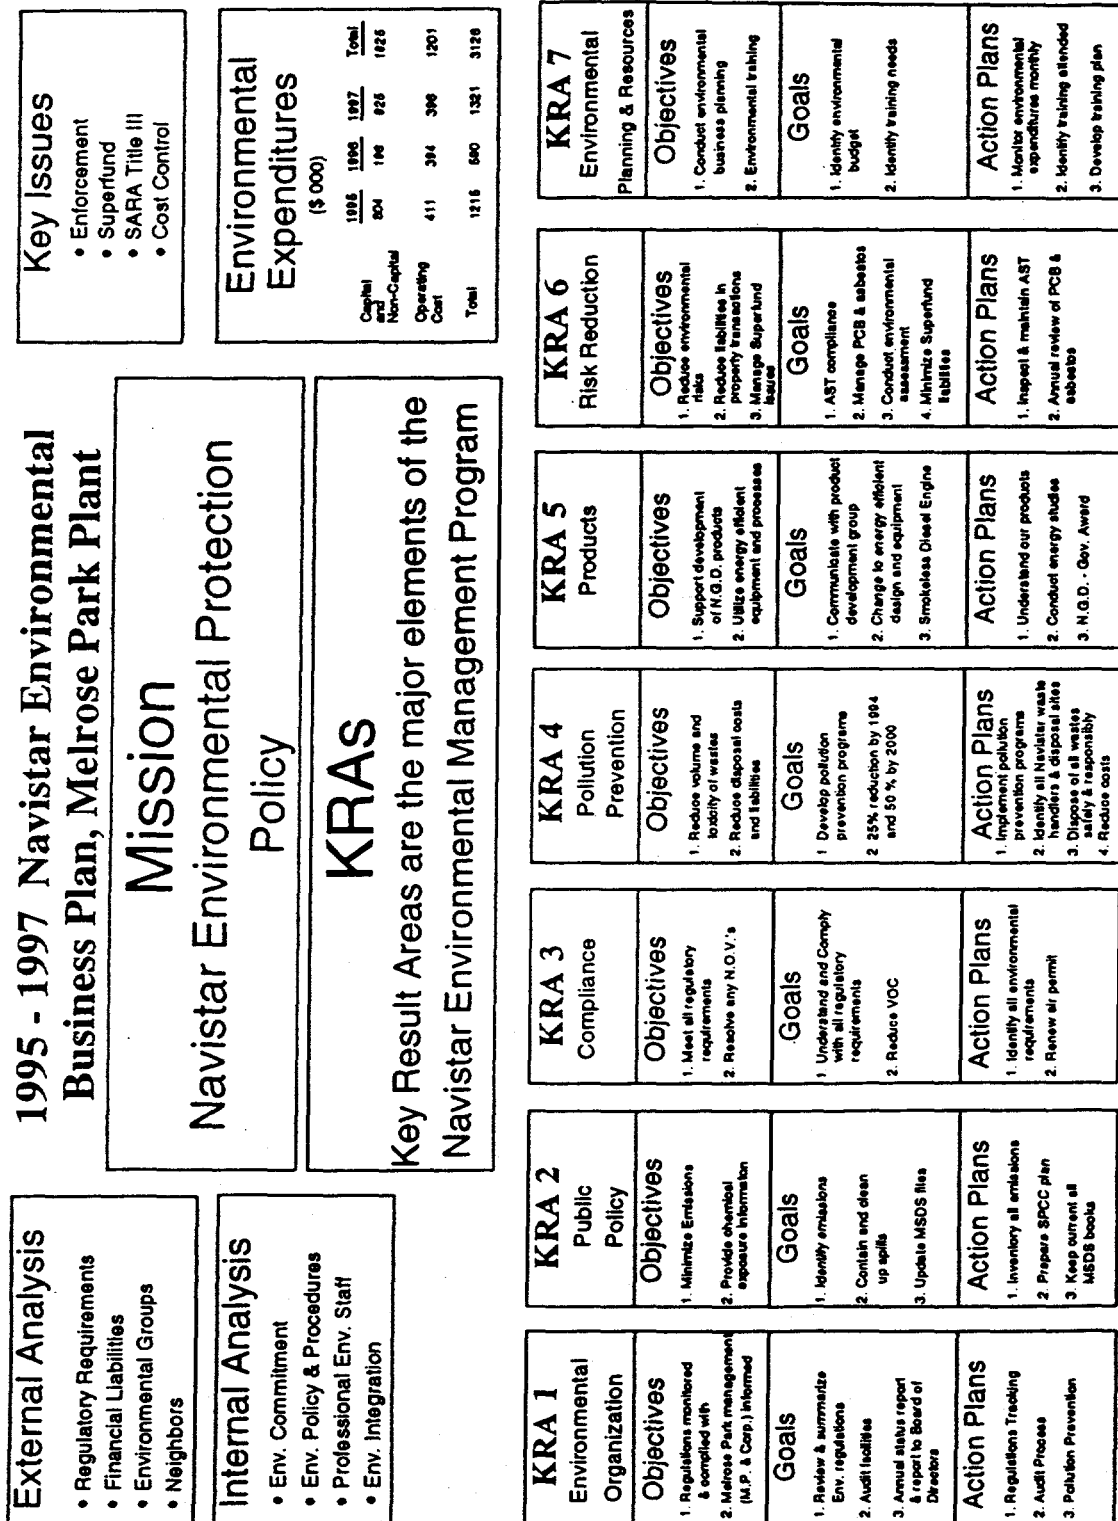 1995 - 1997 Navistar Environmental
Business Plan, Melrose Park Plant
External Analysis
• Regulatory Requirements
• Financial Liabilities
• Environmental Groups
• Neighbors
Internal Analysis
• Env. Commitment
• Env. Policy & Procedures
• Professional Env. Staff
• Env. Integration
Mission
Navistar Environmental Protection
Policy
KRAs
Key Result Areas are the major elements of the
Navistar Environmental Management Program
Key Issues
• Enforcement
• Superfund
• SARA Title III
• Cost Control
Environmental
Expenditures
($ 000)
1995 1996 1997 Total
Capital
and
Non-Capital 804 196 925 1925
Operating
Cost 411 394 396 1201
Total 1215 590 1321 3126
KRA 1
Environmental
Organization
Objectives
1. Regulations monitored
& complied with
2. Melrose Park management
(M.P. & Corp.) informed
Goals
1. Review & summarize
Env. regulations
2. Audit facilities
3. Annual status report
& report to Board of
Directors
Action Plans
1. Regulations Tracking
2. Audit Process
3. Pollution Prevention
KRA 2
Public
Policy
Objectives
1. Minimize Emissions
2. Provide chemical
exposure information
Goals
1. Identify emissions
2. Contain and clean
up spills
3. Update MSDS files
Action Plans
1. Inventory all emissions
2. Prepare SPCC plan
3. Keep current all
MSDS books
KRA 3
Compliance
Objectives
1. Meet all regulatory
requirements
2. Resolve any N.O.V.'s
Goals
1. Understand and Comply
with all regulatory
requirements
2. Reduce VOC
Action Plans
1. Identify all environmental
requirements
2. Renew air permit
KRA 4
Pollution
Prevention
Objectives
1. Reduce volume and
toxicity of wastes
2. Reduce disposal costs
and liabilities
Goals
1 Develop pollution
prevention programs
2 25% reduction by 1994
and 50 % by 2000
Action Plans
1. Implement pollution
prevention programs
2. Identify all Navistar waste
handlers & disposal sites
3. Dispose of all wastes
safely & responsibly
4. Reduce costs
KRA 5
Products
Objectives
1. Support development
of N.G.D. products
2. Utilize energy efficient
equipment and processes
Goals
1. Communicate with product
development group
2. Change to energy efficient
design and equipment
3. Smokeless Diesel Engine
Action Plans
1. Understand our products
2. Conduct energy studies
3. N.G.D. - Gov. Award
KRA 6
Risk Reduction
Objectives
1. Reduce environmental
risks
2. Reduce liabilities in
property transactions
3. Manage Superfund
issues
Goals
1. AST compliance
2. Manage PCB & asbestos
3. Conduct environmental
assessment
4. Minimize Superfund
liabilities
Action Plans
1. Inspect & maintain AST
2. Annual review of PCB &
asbestos
KRA 7
Environmental
Planning & Resources
Objectives
1. Conduct environmental
business planning
2. Environmental training
Goals
1. Identify environmental
budget
2. Identify training needs
Action Plans
1. Monitor environmental
expenditures monthly
2. Identify training attended
3. Develop training plan